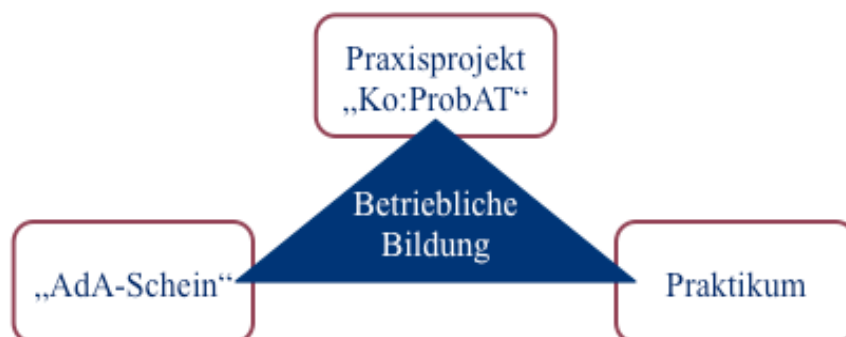 Praxisprojekt
„Ko:ProbAT“
Betriebliche
Bildung
„AdA-Schein“
Praktikum